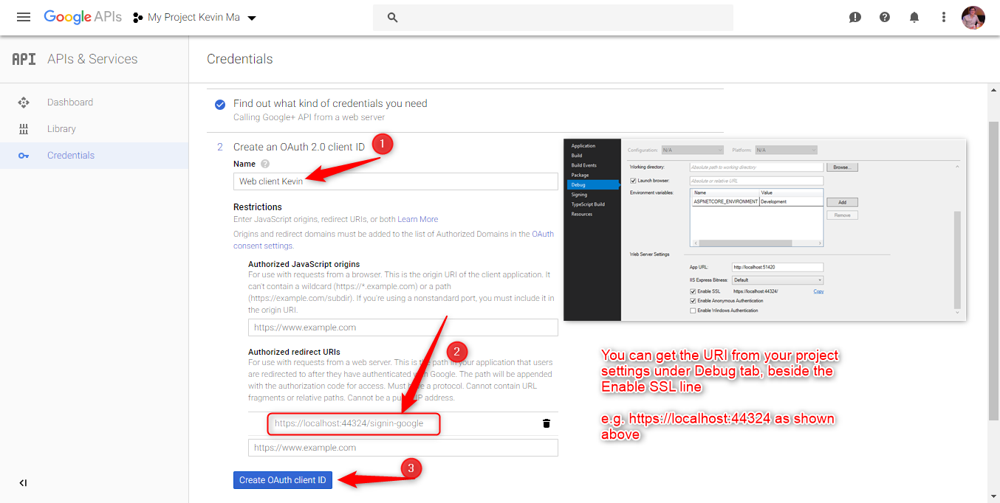 Google APIs My Project Kevin Ma
API APIs & Services
Credentials
Dashboard
Library
Credentials
Find out what kind of credentials you need
Calling Google+ API from a web server
2 Create an OAuth 2.0 client ID
1
Name
Web client Kevin
Restrictions
Enter JavaScript origins, redirect URIs, or both Learn More
Origins and redirect domains must be added to the list of Authorized Domains in the OAuth
consent settings.
Authorized JavaScript origins
For use with requests from a browser. This is the origin URI of the client application. It
can't contain a wildcard (https://*.example.com) or a path
(https://example.com/subdir). If you're using a nonstandard port, you must include it in
the origin URI.
https://www.example.com
Authorized redirect URIs
2
For use with requests from a web server. This is the path in your application that users
are redirected to after they have authenticated with Google. The path will be appended
with the authorization code for access. Must have a protocol. Cannot contain URL
fragments or relative paths. Cannot be a public IP address.
https://localhost:44324/signin-google
https://www.example.com
Create OAuth client ID
3
Application
Build
Build Events
Package
Debug
Signing
TypeScript Build
Resources
Configuration: N/A Platform: N/A
Working directory: Absolute path to working directory Browse...
Launch browser: Absolute or relative URL
Environment variables: Name Value
ASPNETCORE_ENVIRONMENT Development
Add
Remove
Web Server Settings
App URL: http://localhost:51420
IIS Express Bitness: Default
Enable SSL https://localhost:44324/ Copy
Enable Anonymous Authentication
Enable Windows Authentication
You can get the URI from your project
settings under Debug tab, beside the
Enable SSL line
e.g. https://localhost:44324 as shown
above